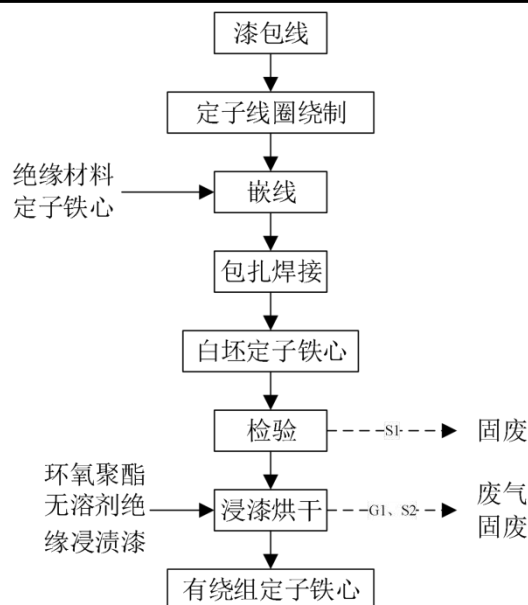 漆包线
定子线圈绕制
绝缘材料
定子铁心
嵌线
包扎焊接
白坯定子铁心
检验
S1
固废
环氧聚酯
无溶剂绝
缘浸渍漆
浸漆烘干
G1、S2
废气
固废
有绕组定子铁心